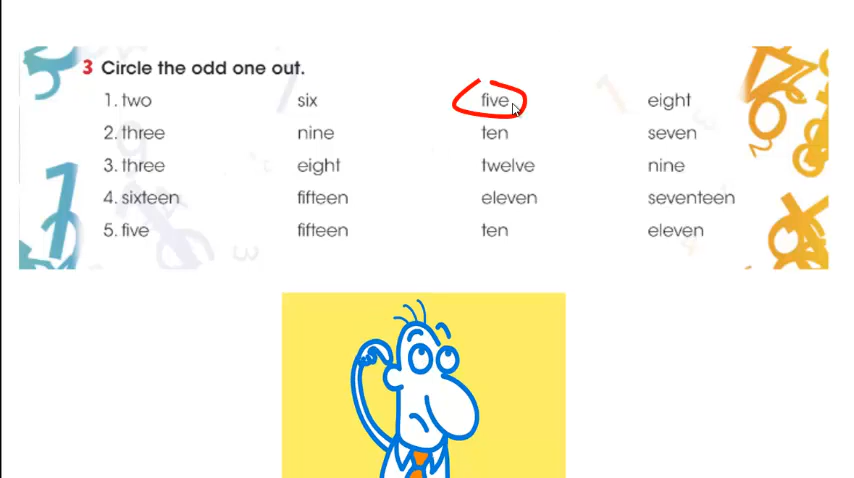 3 Circle the odd one out.
1. two six five eight
2. three nine ten seven
3. three eight twelve nine
4. sixteen fifteen eleven seventeen
5. five fifteen ten eleven